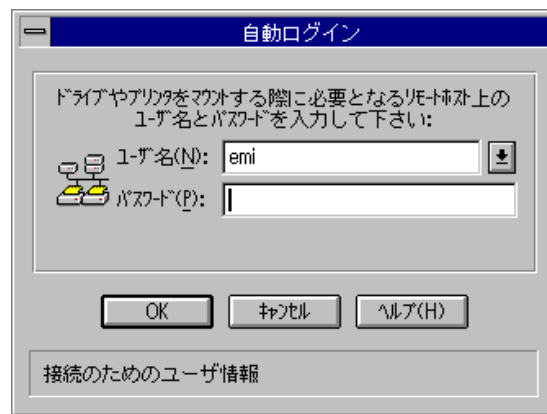 自動ログイン
ﾄﾞﾗｲﾌﾞやﾌﾟﾘﾝﾀをﾏｳﾝﾄする際に必要となるﾘﾓｰﾄﾎｽﾄ上の
ﾕｰｻﾞ名とﾊﾟｽﾜｰﾄﾞを入力して下さい:
ﾕｰｻﾞ名(N): emi
ﾊﾟｽﾜｰﾄﾞ(P):
OK ｷｬﾝｾﾙ ﾍﾙﾌﾟ(H)
接続のためのユーザ情報